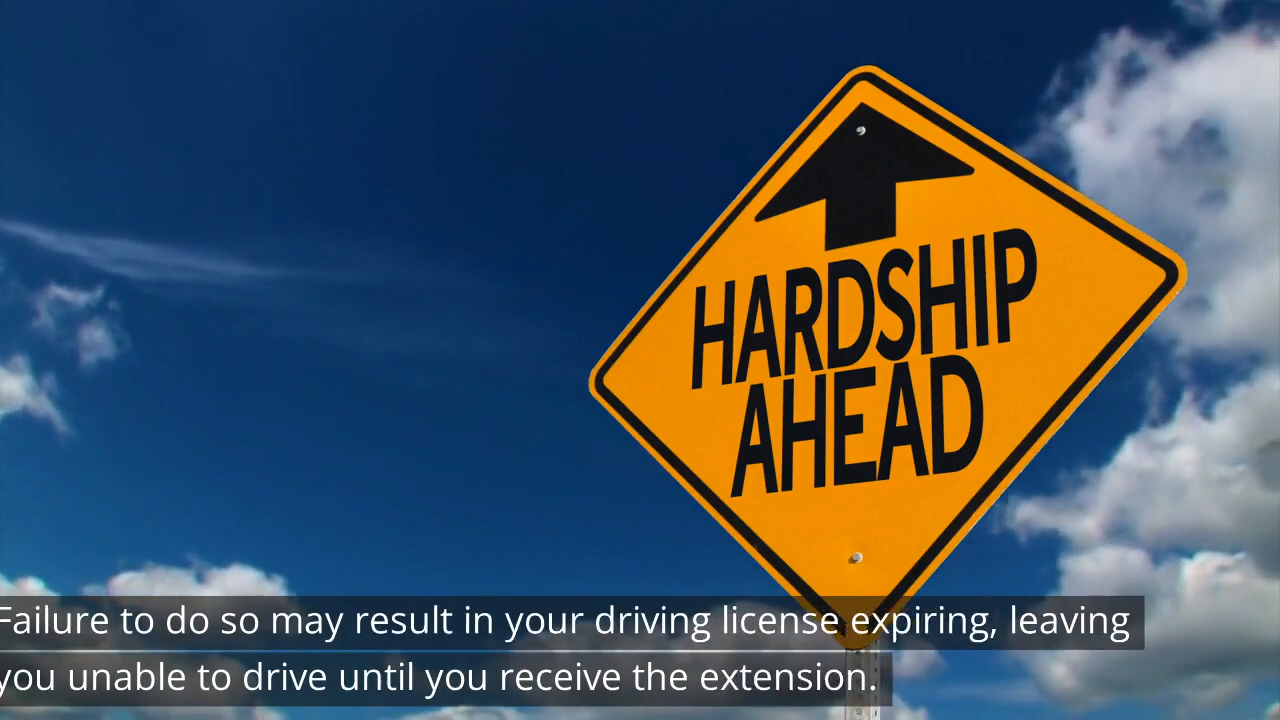 HARDSHIP
AHEAD
Failure to do so may result in your driving license expiring, leaving
you unable to drive until you receive the extension.